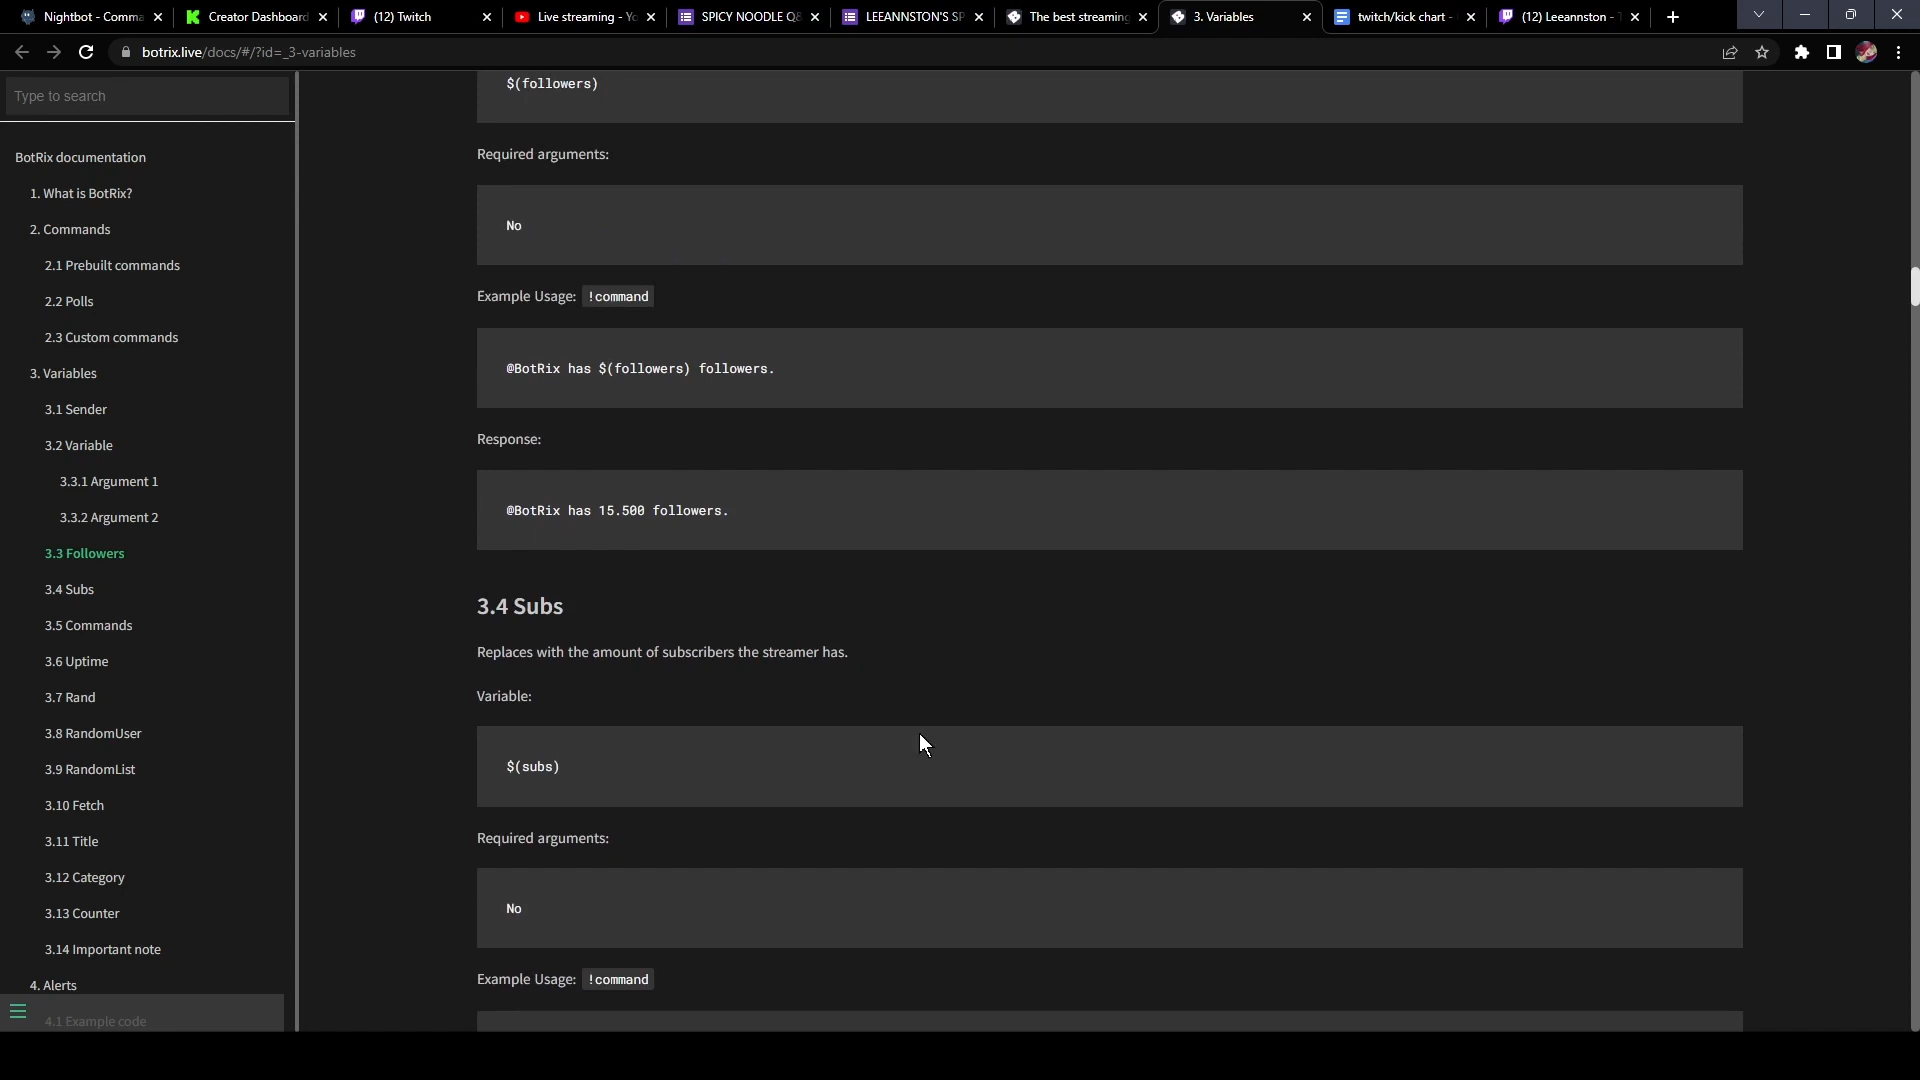 Nightbot - Comma
Creator Dashboard
(12) Twitch
Live streaming - Yo
SPICY NOODLE Q&
LEEANNSTON'S SP
The best streaming
3. Variables
twitch/kick chart -
(12) Leeannston - T
botrix.live/docs/#/?id=_3-variables
Type to search
BotRix documentation
1. What is BotRix?
2. Commands
2.1 Prebuilt commands
2.2 Polls
2.3 Custom commands
3. Variables
3.1 Sender
3.2 Variable
3.3.1 Argument 1
3.3.2 Argument 2
3.3 Followers
3.4 Subs
3.5 Commands
3.6 Uptime
3.7 Rand
3.8 RandomUser
3.9 RandomList
3.10 Fetch
3.11 Title
3.12 Category
3.13 Counter
3.14 Important note
4. Alerts
4.1 Example code
$(followers)
Required arguments:
No
Example Usage: !command
@BotRix has $(followers) followers.
Response:
@BotRix has 15.500 followers.
3.4 Subs
Replaces with the amount of subscribers the streamer has.
Variable:
$(subs)
Required arguments:
No
Example Usage: !command